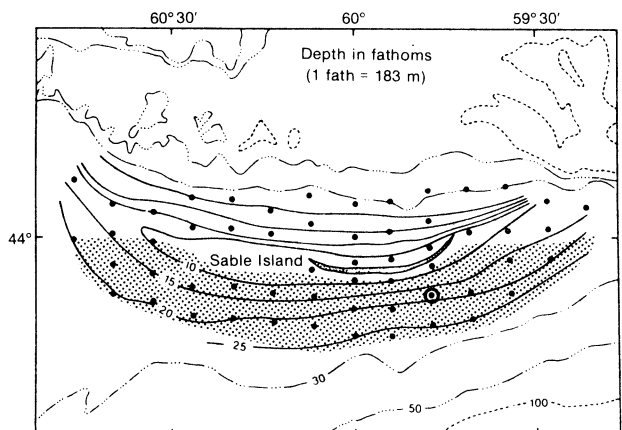 60°30' 60° 59°30'
Depth in fathoms
(1 fath = 183 m)
44°
Sable Island
10
15
20
25
30
50
100